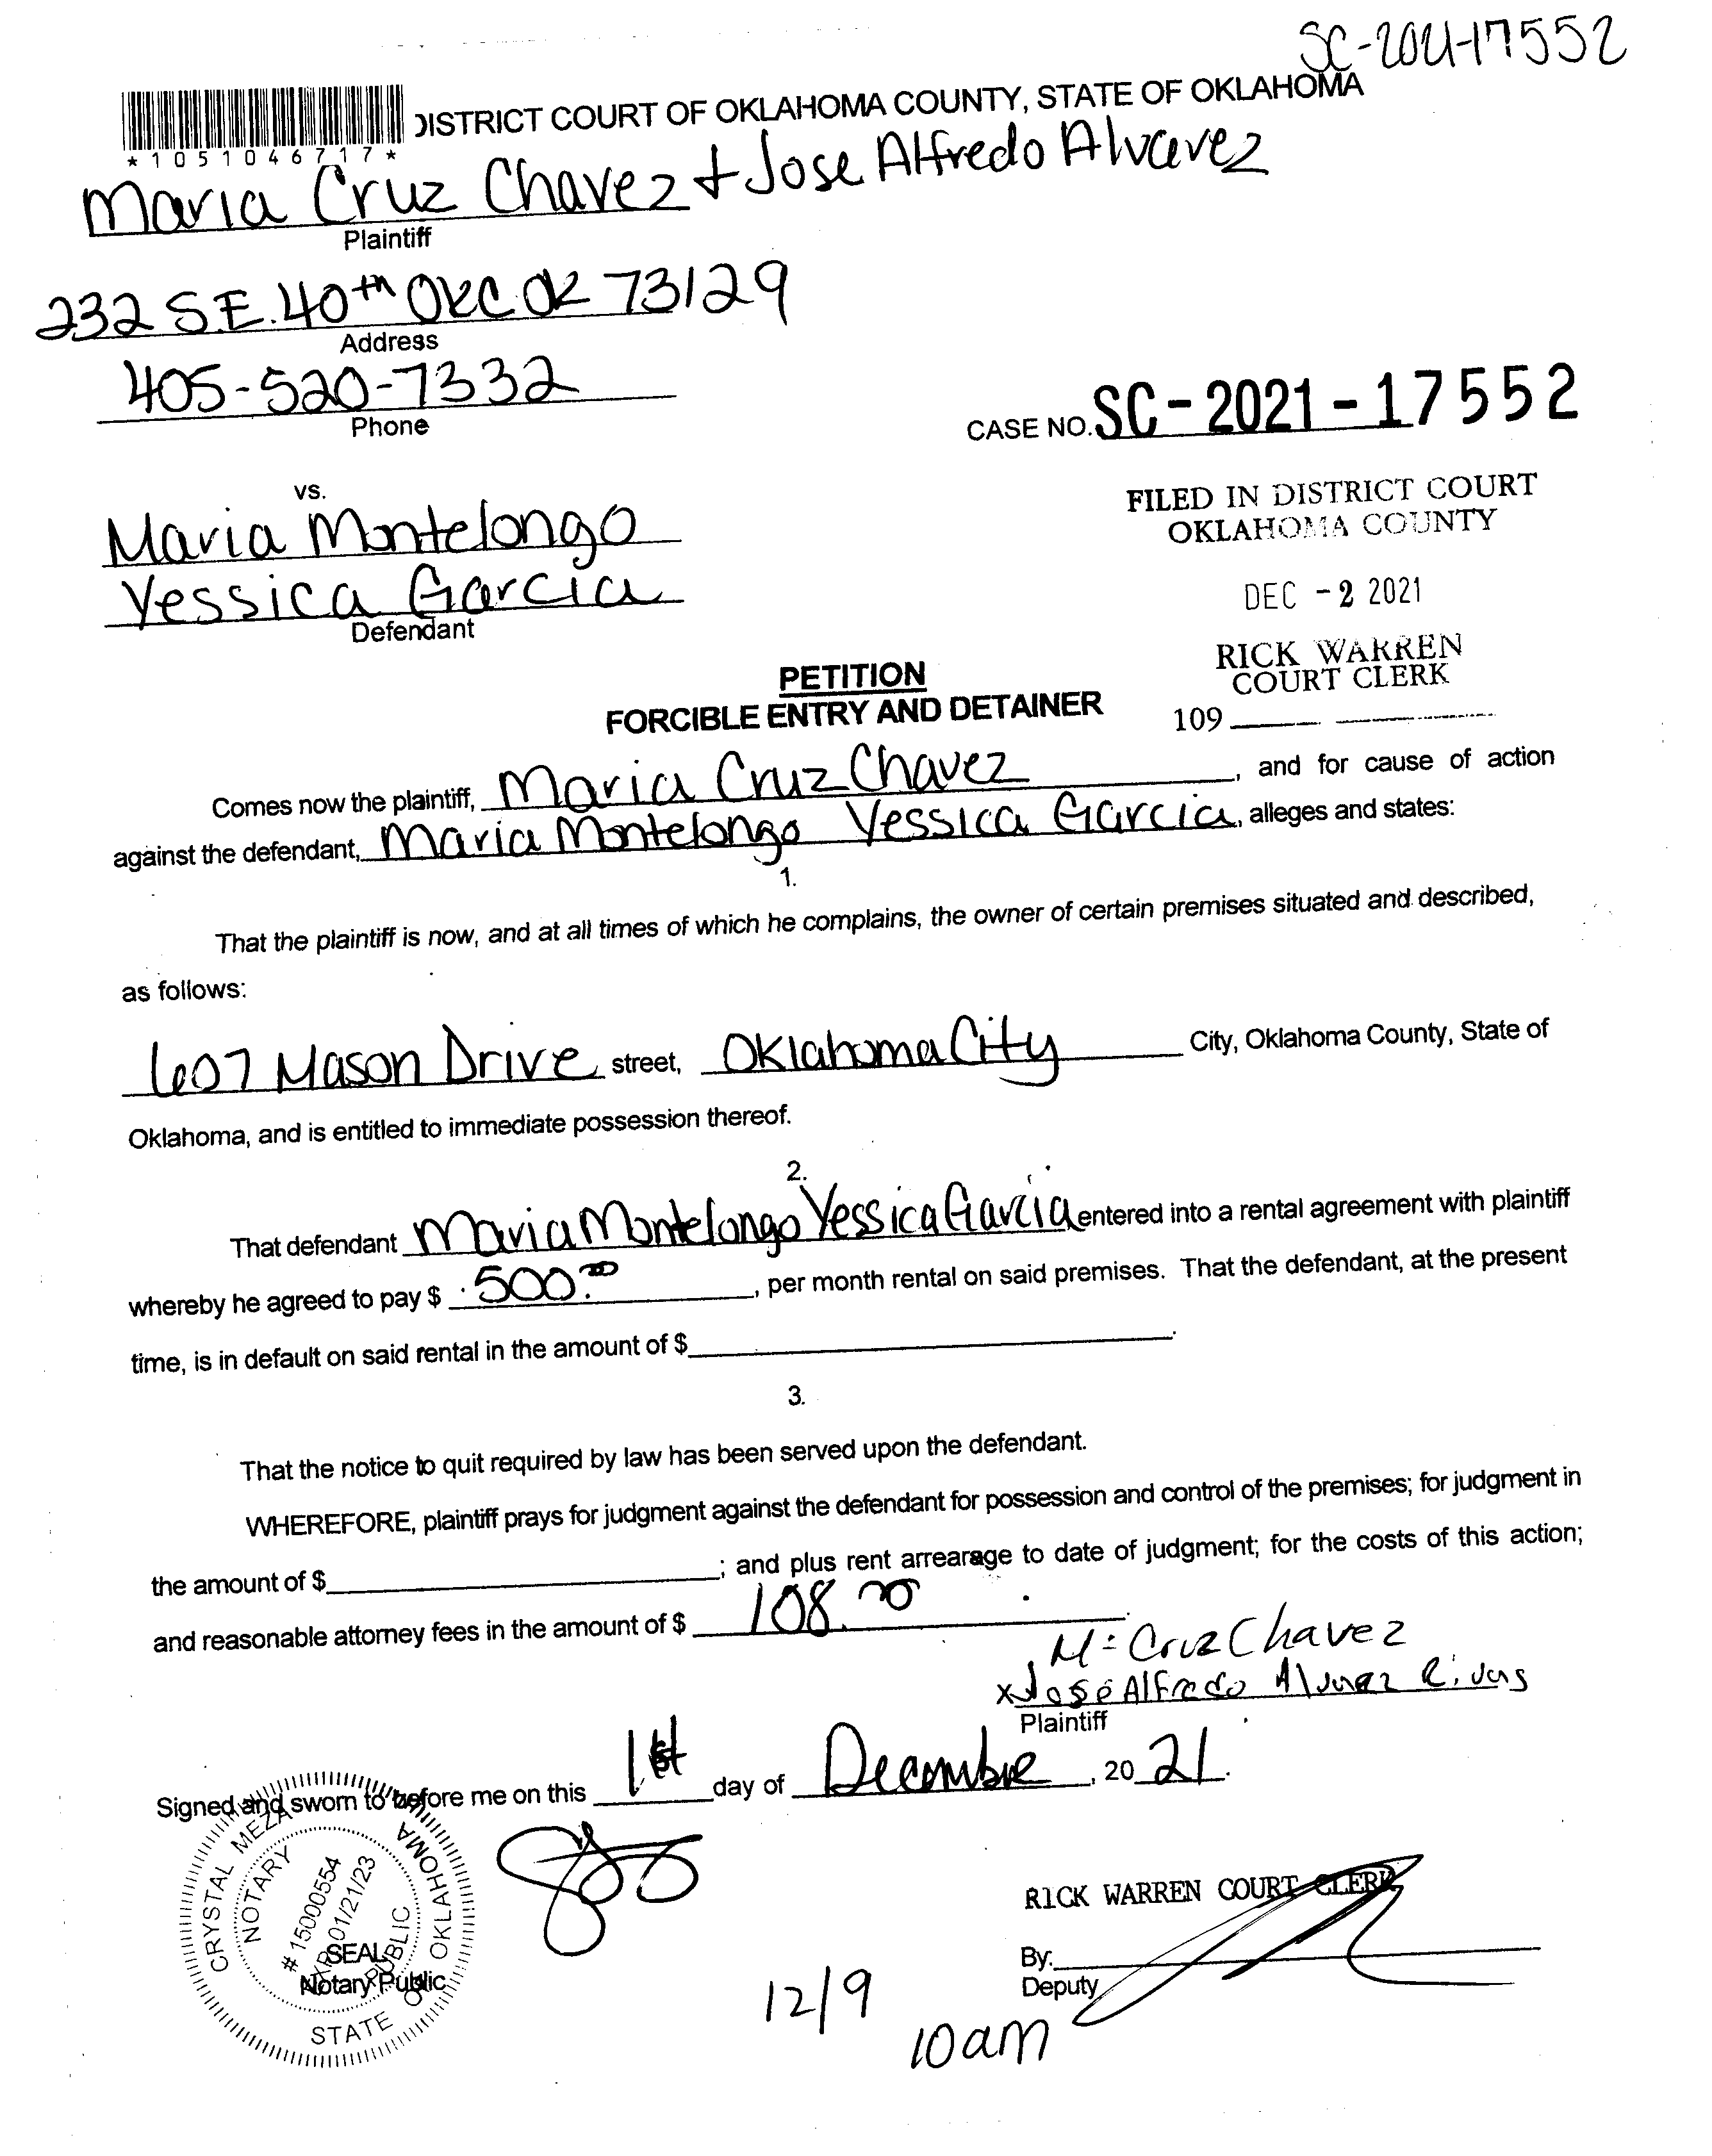 SC-2021-17552
DISTRICT COURT OF OKLAHOMA COUNTY, STATE OF OKLAHOMA
*1051046717*
Maria Cruz Chavez + Jose Alfredo Alvarez
Plaintiff
232 S.E. 40th OKC OK 73129
Address
405-520-7332
Phone
CASE NO. SC-2021-17552
vs.
FILED IN DISTRICT COURT
OKLAHOMA COUNTY
Maria Montelongo
Yessica Garcia
Defendant
DEC -2 2021
RICK WARREN
COURT CLERK
109
PETITION
FORCIBLE ENTRY AND DETAINER
Comes now the plaintiff, Maria Cruz Chavez, and for cause of action
against the defendant, Maria Montelongo Yessica Garcia, alleges and states:
1.
That the plaintiff is now, and at all times of which he complains, the owner of certain premises situated and described,
as follows:
607 Mason Drive street, Oklahoma City City, Oklahoma County, State of
Oklahoma, and is entitled to immediate possession thereof.
2.
That defendant Maria Montelongo Yessica Garcia entered into a rental agreement with plaintiff
whereby he agreed to pay $ 500.00, per month rental on said premises. That the defendant, at the present
time, is in default on said rental in the amount of $
3.
That the notice to quit required by law has been served upon the defendant.
WHEREFORE, plaintiff prays for judgment against the defendant for possession and control of the premises; for judgment in
the amount of $ ; and plus rent arrearage to date of judgment; for the costs of this action;
and reasonable attorney fees in the amount of $ 108.00
M= Cruz Chavez
x José Alfredo Alvarez Rivas
Plaintiff
Signed and sworn to before me on this 1st day of Decembre, 2021.
CRYSTAL MEZA
NOTARY PUBLIC
# 15000554
EXP. 01/21/23
STATE OF OKLAHOMA
SEAL
Notary Public
RICK WARREN COURT CLERK
By:
Deputy
12/9
10am